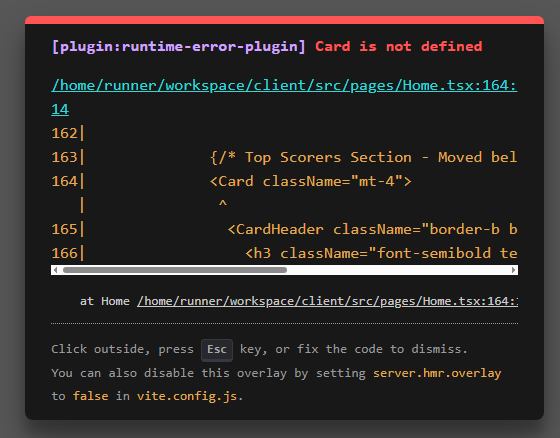 [plugin:runtime-error-plugin] Card is not defined
/home/runner/workspace/client/src/pages/Home.tsx:164:
14
162|
163|              {/* Top Scorers Section - Moved bel
164|              <Card className="mt-4">
   |               ^
165|                <CardHeader className="border-b b
166|                  <h3 className="font-semibold te
at Home /home/runner/workspace/client/src/pages/Home.tsx:164:
Click outside, press Esc key, or fix the code to dismiss.
You can also disable this overlay by setting server.hmr.overlay
to false in vite.config.js.